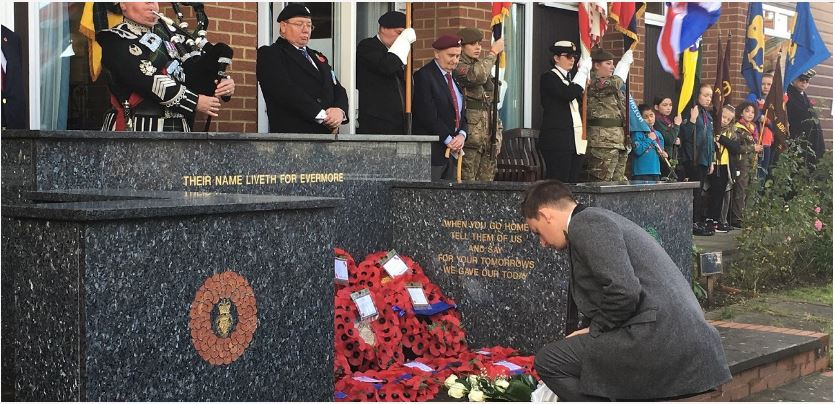 THEIR NAME LIVETH FOR EVERMORE
WHEN YOU GO HOME
TELL THEM OF US
AND SAY
FOR YOUR TOMORROWS
WE GAVE OUR TODAY